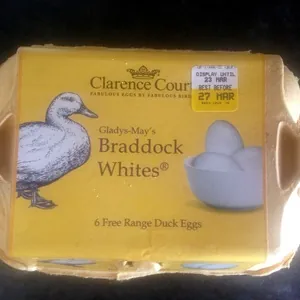 Clarence Cour
FABULOUS EGGS BY FABULOUS BIRDS
DISPLAY UNTIL
23 MAR
BEST BEFORE
27 MAR
Gladys-May's
Braddock
Whites®
6 Free Range Duck Eggs